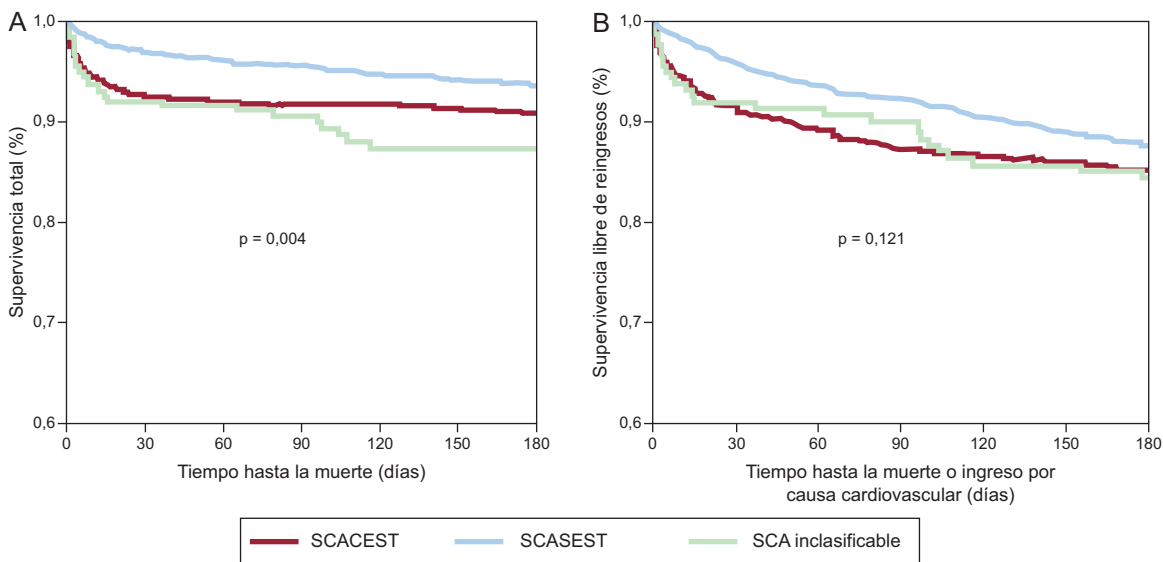 A
Supervivencia total (%)
1,0
0,9
0,8
0,7
0,6
p = 0,004
0
30
60
90
120
150
180
Tiempo hasta la muerte (días)
B
Supervivencia libre de reingresos (%)
1,0
0,9
0,8
0,7
0,6
p = 0,121
0
30
60
90
120
150
180
Tiempo hasta la muerte o ingreso por
causa cardiovascular (días)
SCACEST
SCASEST
SCA inclasificable